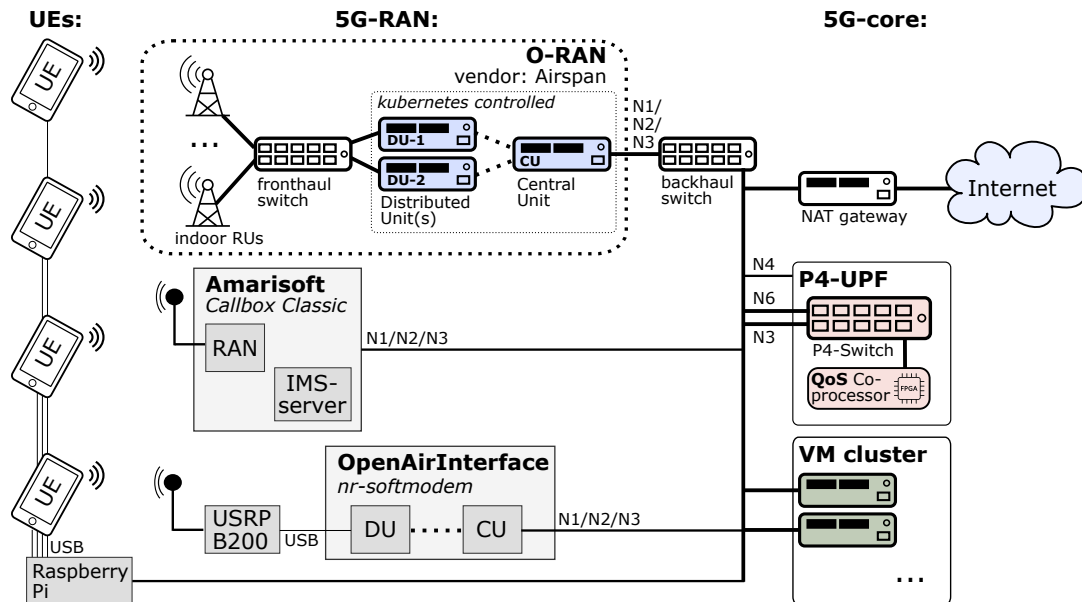 UEs:
5G-RAN:
5G-core:
UE
UE
UE
UE
USB
Raspberry
Pi
O-RAN
vendor: Airspan
kubernetes controlled
...
indoor RUs
fronthaul
switch
DU-1
DU-2
Distributed
Unit(s)
CU
Central
Unit
N1/
N2/
N3
backhaul
switch
NAT gateway
Internet
Amarisoft
Callbox Classic
RAN
IMS-
server
N1/N2/N3
N4
N6
N3
P4-UPF
P4-Switch
QoS Co-
processor
FPGA
OpenAirInterface
nr-softmodem
USRP
B200
USB
DU
CU
N1/N2/N3
VM cluster
...